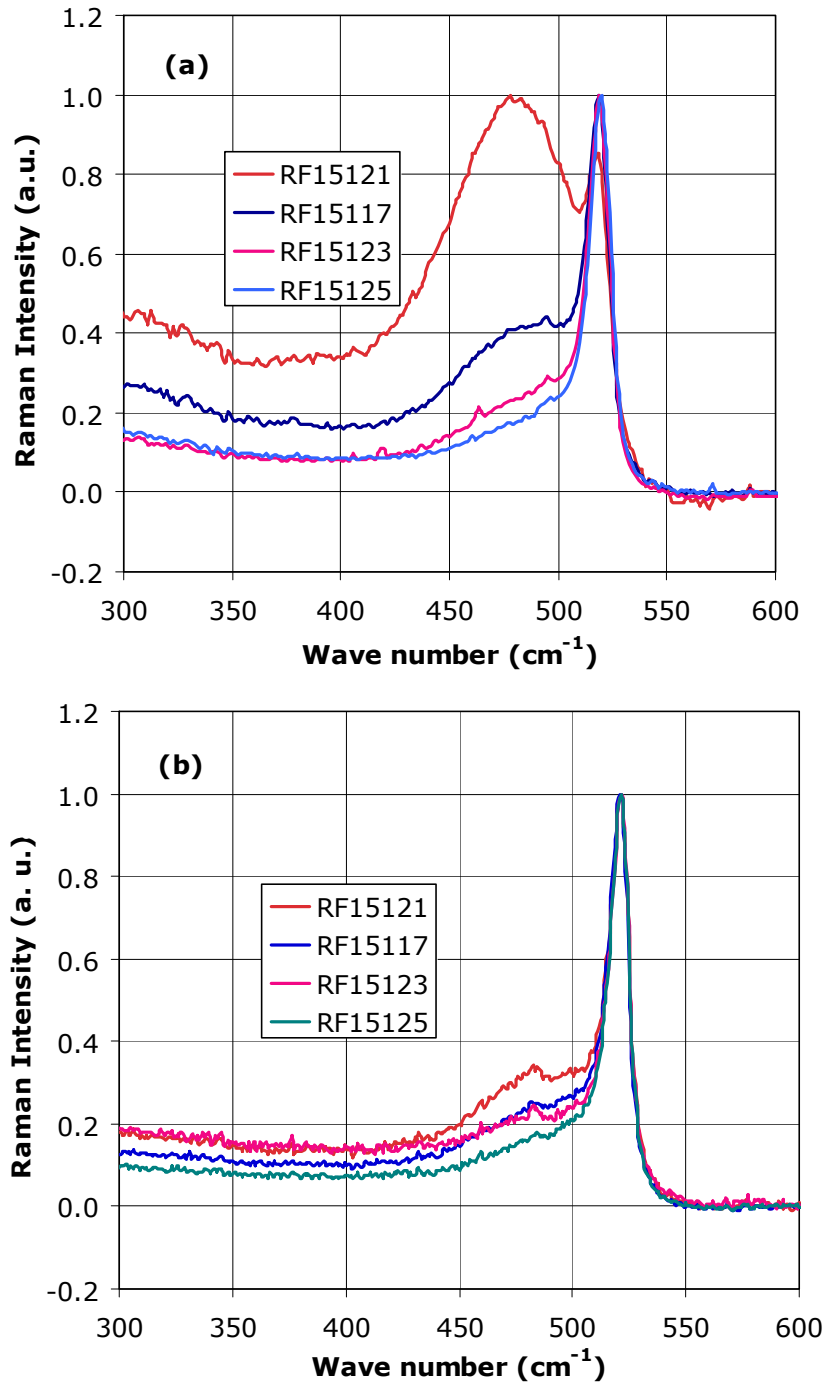 (a)
1.2
1.0
0.8
0.6
0.4
0.2
0.0
-0.2
Raman Intensity (a.u.)
RF15121
RF15117
RF15123
RF15125
300 350 400 450 500 550 600
Wave number (cm⁻¹)
(b)
1.2
1.0
0.8
0.6
0.4
0.2
0.0
-0.2
Raman Intensity (a. u.)
RF15121
RF15117
RF15123
RF15125
300 350 400 450 500 550 600
Wave number (cm⁻¹)